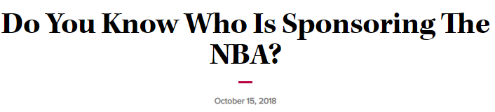 Do You Know Who Is Sponsoring The
NBA?
October 15, 2018